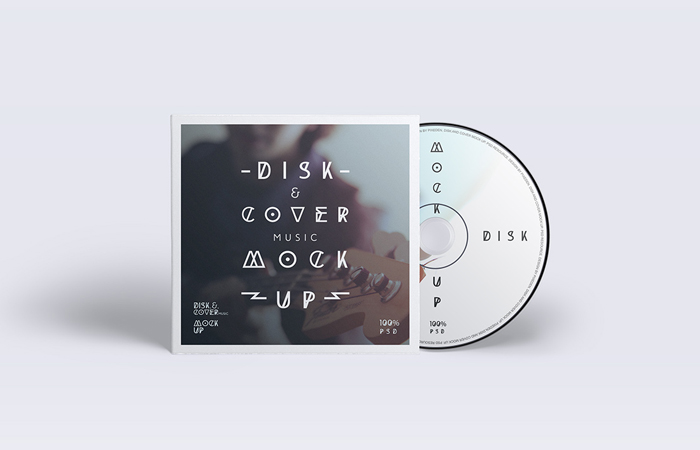 -DISK-
&
COVER
MUSIC
MOCK
UP
DISK &
COVER MUSIC
MOCK
UP
100%
PSD
MOCK
UP
DISK
100%
PSD